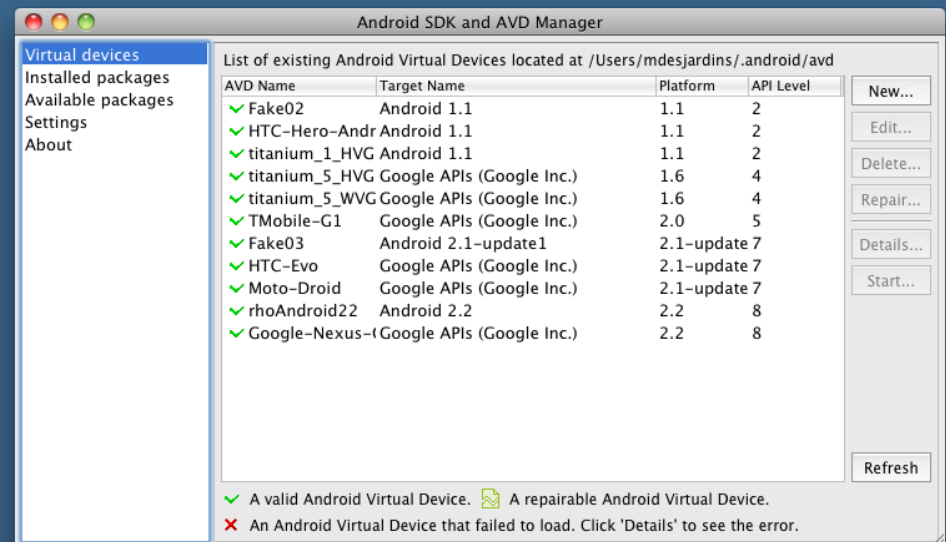 Android SDK and AVD Manager
Virtual devices
Installed packages
Available packages
Settings
About
List of existing Android Virtual Devices located at /Users/mdesjardins/.android/avd
AVD Name Target Name Platform API Level
Fake02 Android 1.1 1.1 2
HTC-Hero-Andr Android 1.1 1.1 2
titanium_1_HVG Android 1.1 1.1 2
titanium_5_HVG Google APIs (Google Inc.) 1.6 4
titanium_5_WVG Google APIs (Google Inc.) 1.6 4
TMobile-G1 Google APIs (Google Inc.) 2.0 5
Fake03 Android 2.1-update1 2.1-update 7
HTC-Evo Google APIs (Google Inc.) 2.1-update 7
Moto-Droid Google APIs (Google Inc.) 2.1-update 7
rhoAndroid22 Android 2.2 2.2 8
Google-Nexus-( Google APIs (Google Inc.) 2.2 8
New...
Edit...
Delete...
Repair...
Details...
Start...
Refresh
A valid Android Virtual Device. A repairable Android Virtual Device.
An Android Virtual Device that failed to load. Click 'Details' to see the error.